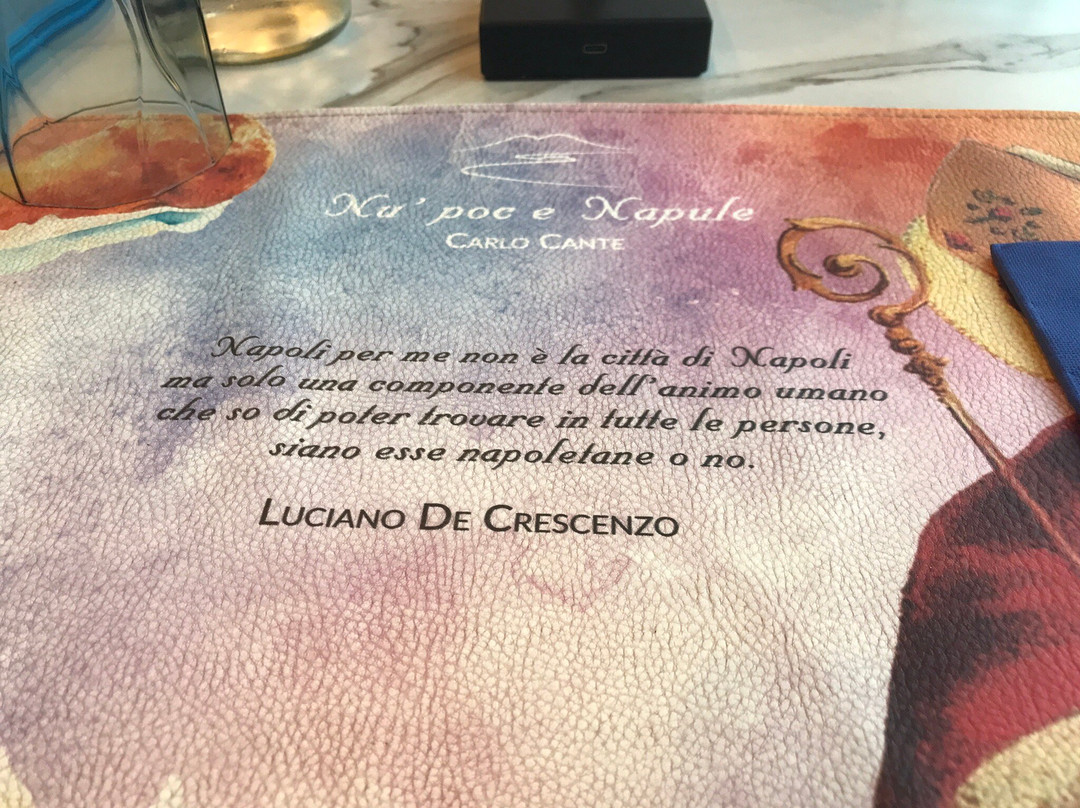 Nu' poc e Napule
CARLO CANTE
Napoli per me non è la città di Napoli
ma solo una componente dell'animo umano
che so di poter trovare in tutte le persone,
siano esse napoletane o no.
LUCIANO DE CRESCENZO